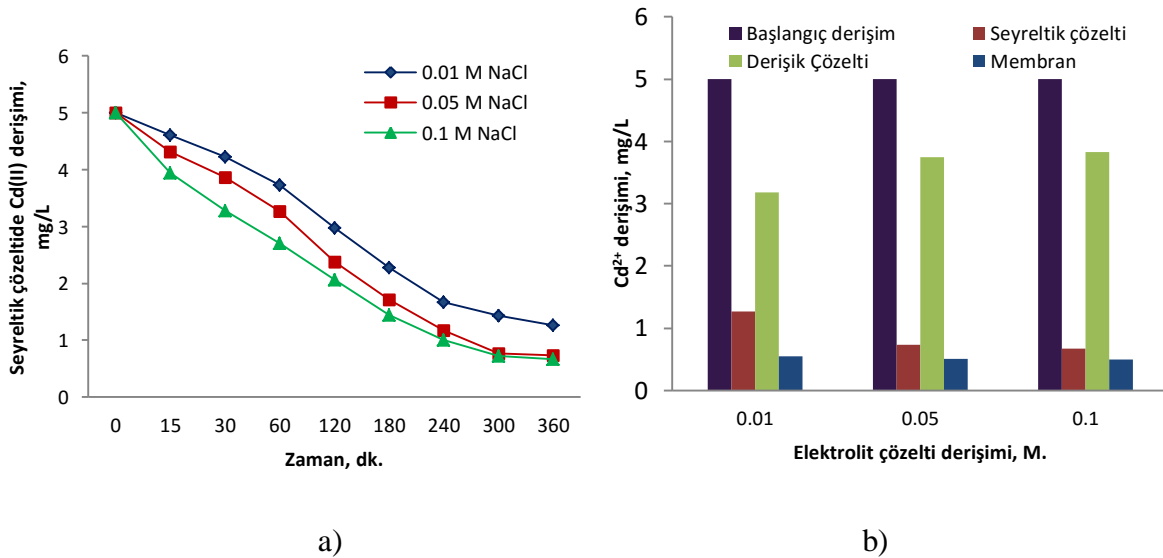 Seyreltik çözeltide Cd(II) derişimi,
mg/L
6
5
4
3
2
1
0
0.01 M NaCl
0.05 M NaCl
0.1 M NaCl
0 15 30 60 120 180 240 300 360
Zaman, dk.
a)
Cd²⁺ derişimi, mg/L
6
5
4
3
2
1
0
Başlangıç derişim Seyreltik çözelti
Derişik Çözelti Membran
0.01 0.05 0.1
Elektrolit çözelti derişimi, M.
b)